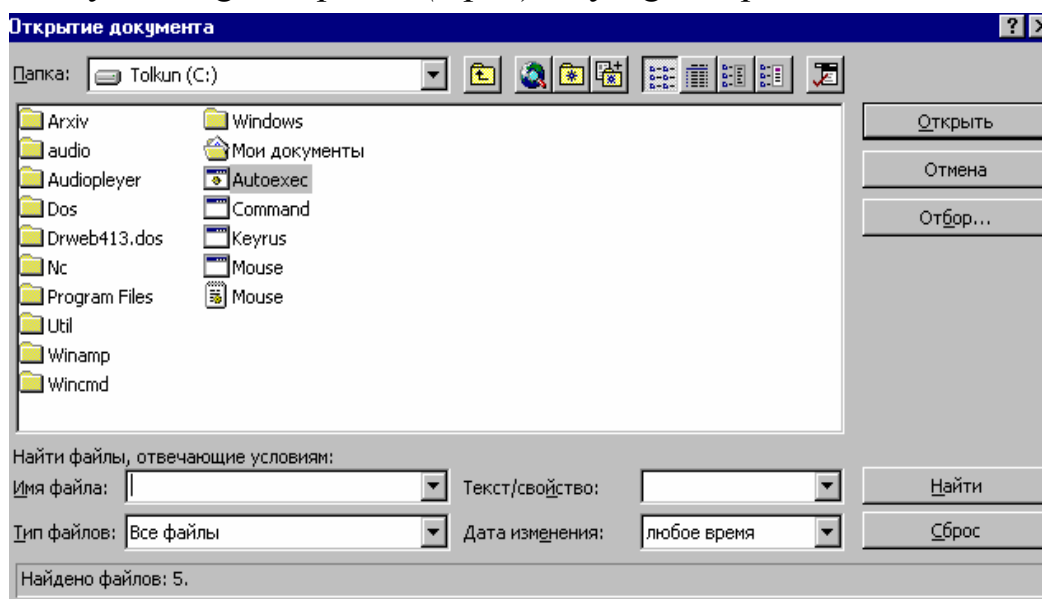 Открытие документа
Папка: Tolkun (C:)
Arxiv
audio
Audiopleyer
Dos
Drweb413.dos
Nc
Program Files
Util
Winamp
Wincmd
Windows
Мои документы
Autoexec
Command
Keyrus
Mouse
Mouse
Открыть
Отмена
Отбор...
Найти файлы, отвечающие условиям:
Имя файла: Текст/свойство: Найти
Тип файлов: Все файлы Дата изменения: любое время Сброс
Найдено файлов: 5.